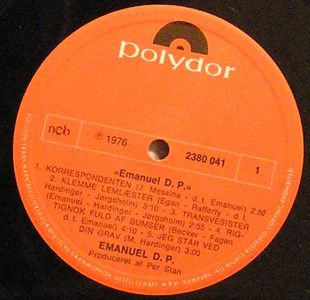 polydor
ncb
℗ 1976
2380 041
1
«Emanuel D. P.»
1. KORRESPONDENTEN (J. Messina - d. t. Emanuel) 2:50
2. KLEMME LEMLÆSTER (Egan - Rafferty - d. t.
Hardinger - Jørgsholm) 3:10 - 3. TRANSVESISTER
(Emanuel - Hardinger - Jørgsholm) 2:55 - 4. RIG-
TIGNOK FULD AF BUMSER (Becker - Fagen
d. t. Emanuel) 4:10 - 5. JEG STÅR VED
DIN GRAV (M. Hardinger) 3:00
EMANUEL D. P.
Produceret af Per Stan